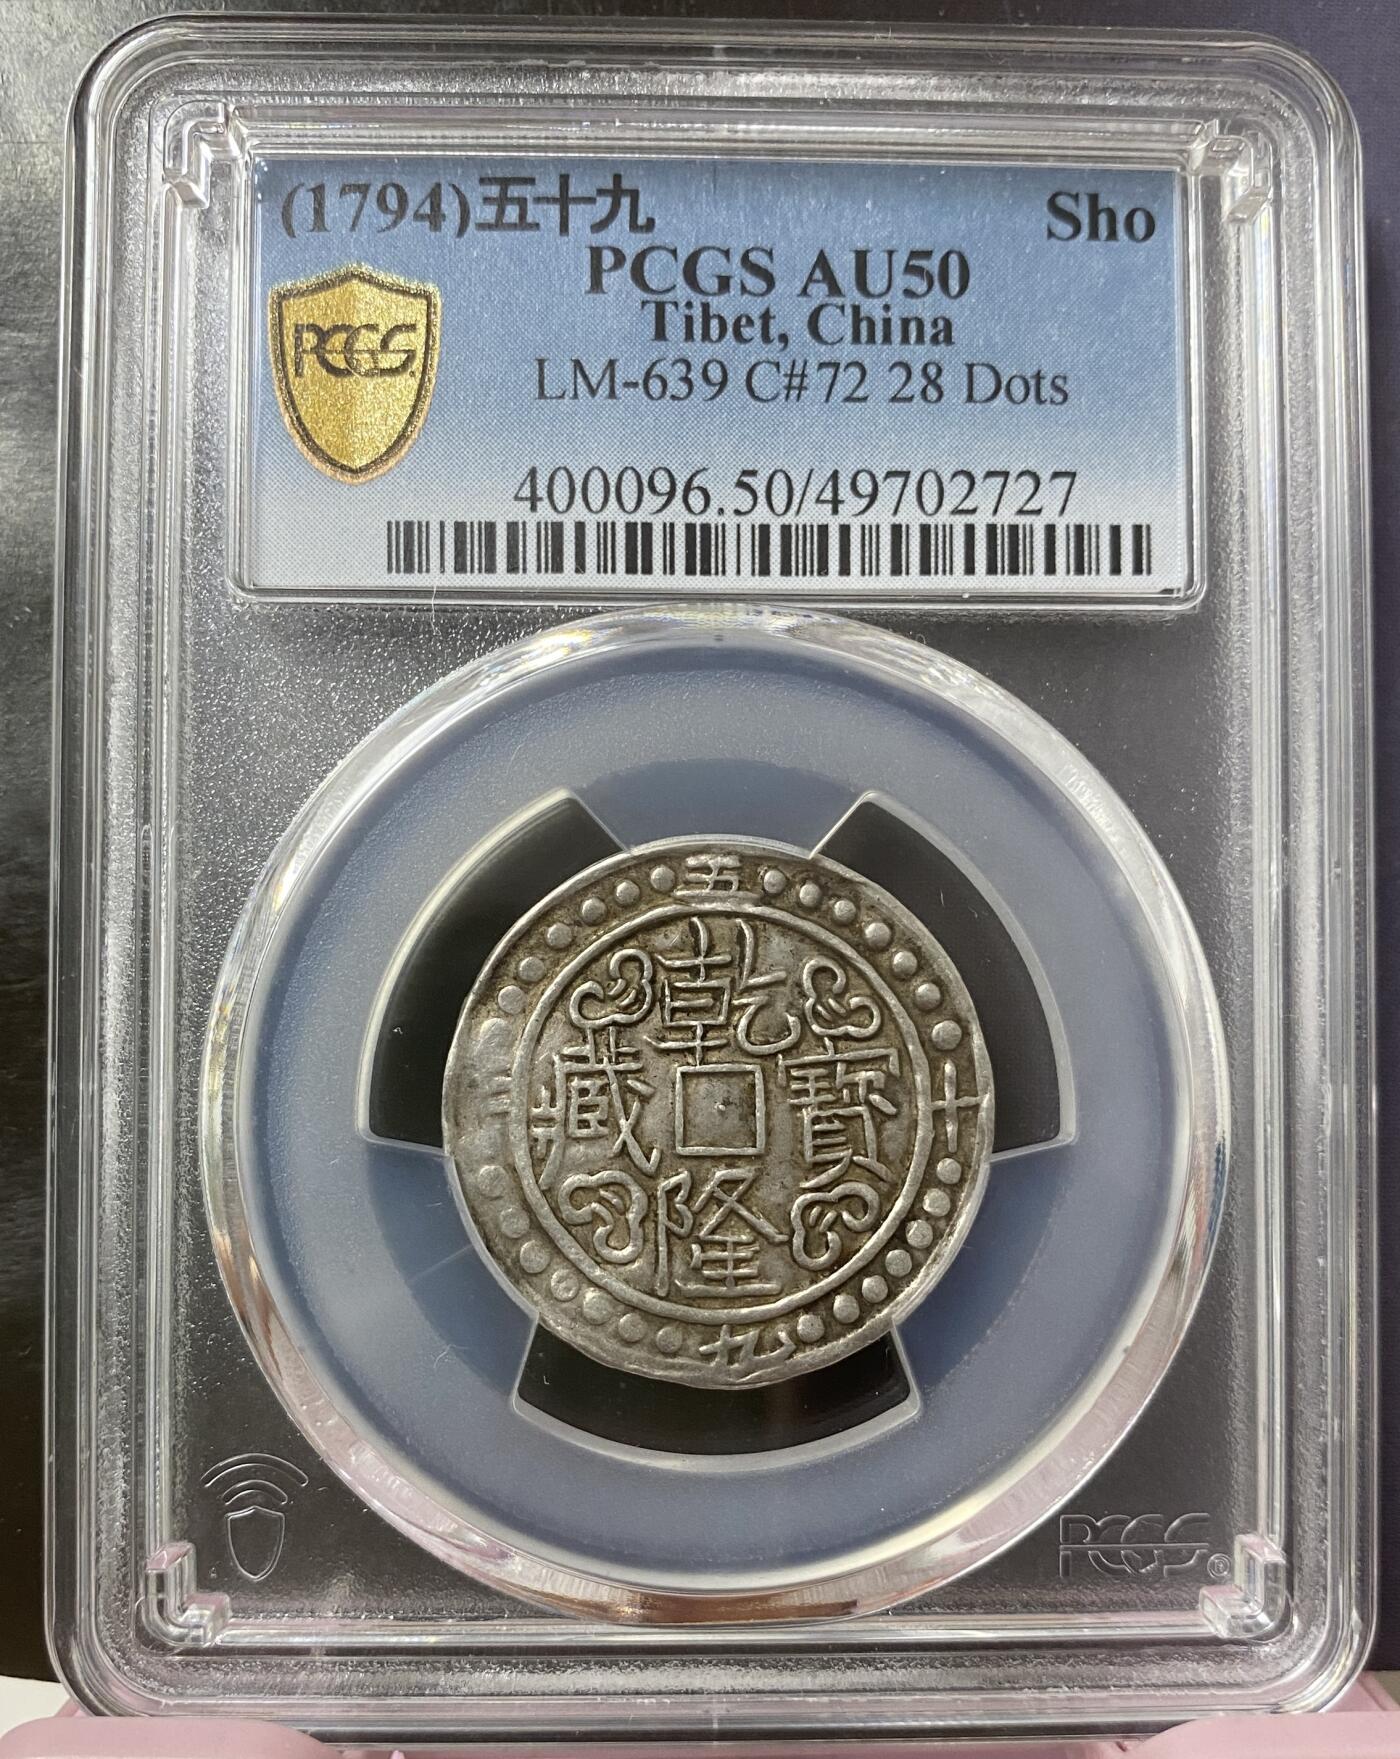 (1794)五十九 Sho
PCGS AU50
Tibet, China
PCGS
LM-639 C#72 28 Dots
400096.50/49702727
五
乾
藏 寶 十
隆
九
PCGS